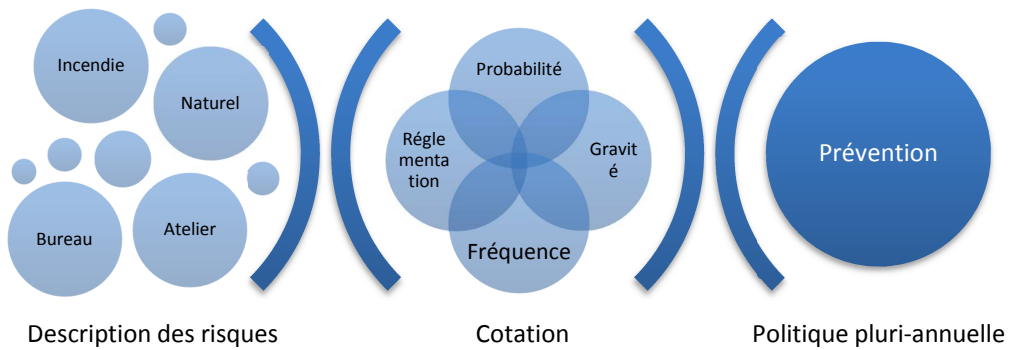 Incendie
Naturel
Bureau
Atelier
Description des risques
Probabilité
Régle
menta
tion
Gravit
é
Fréquence
Cotation
Prévention
Politique pluri-annuelle